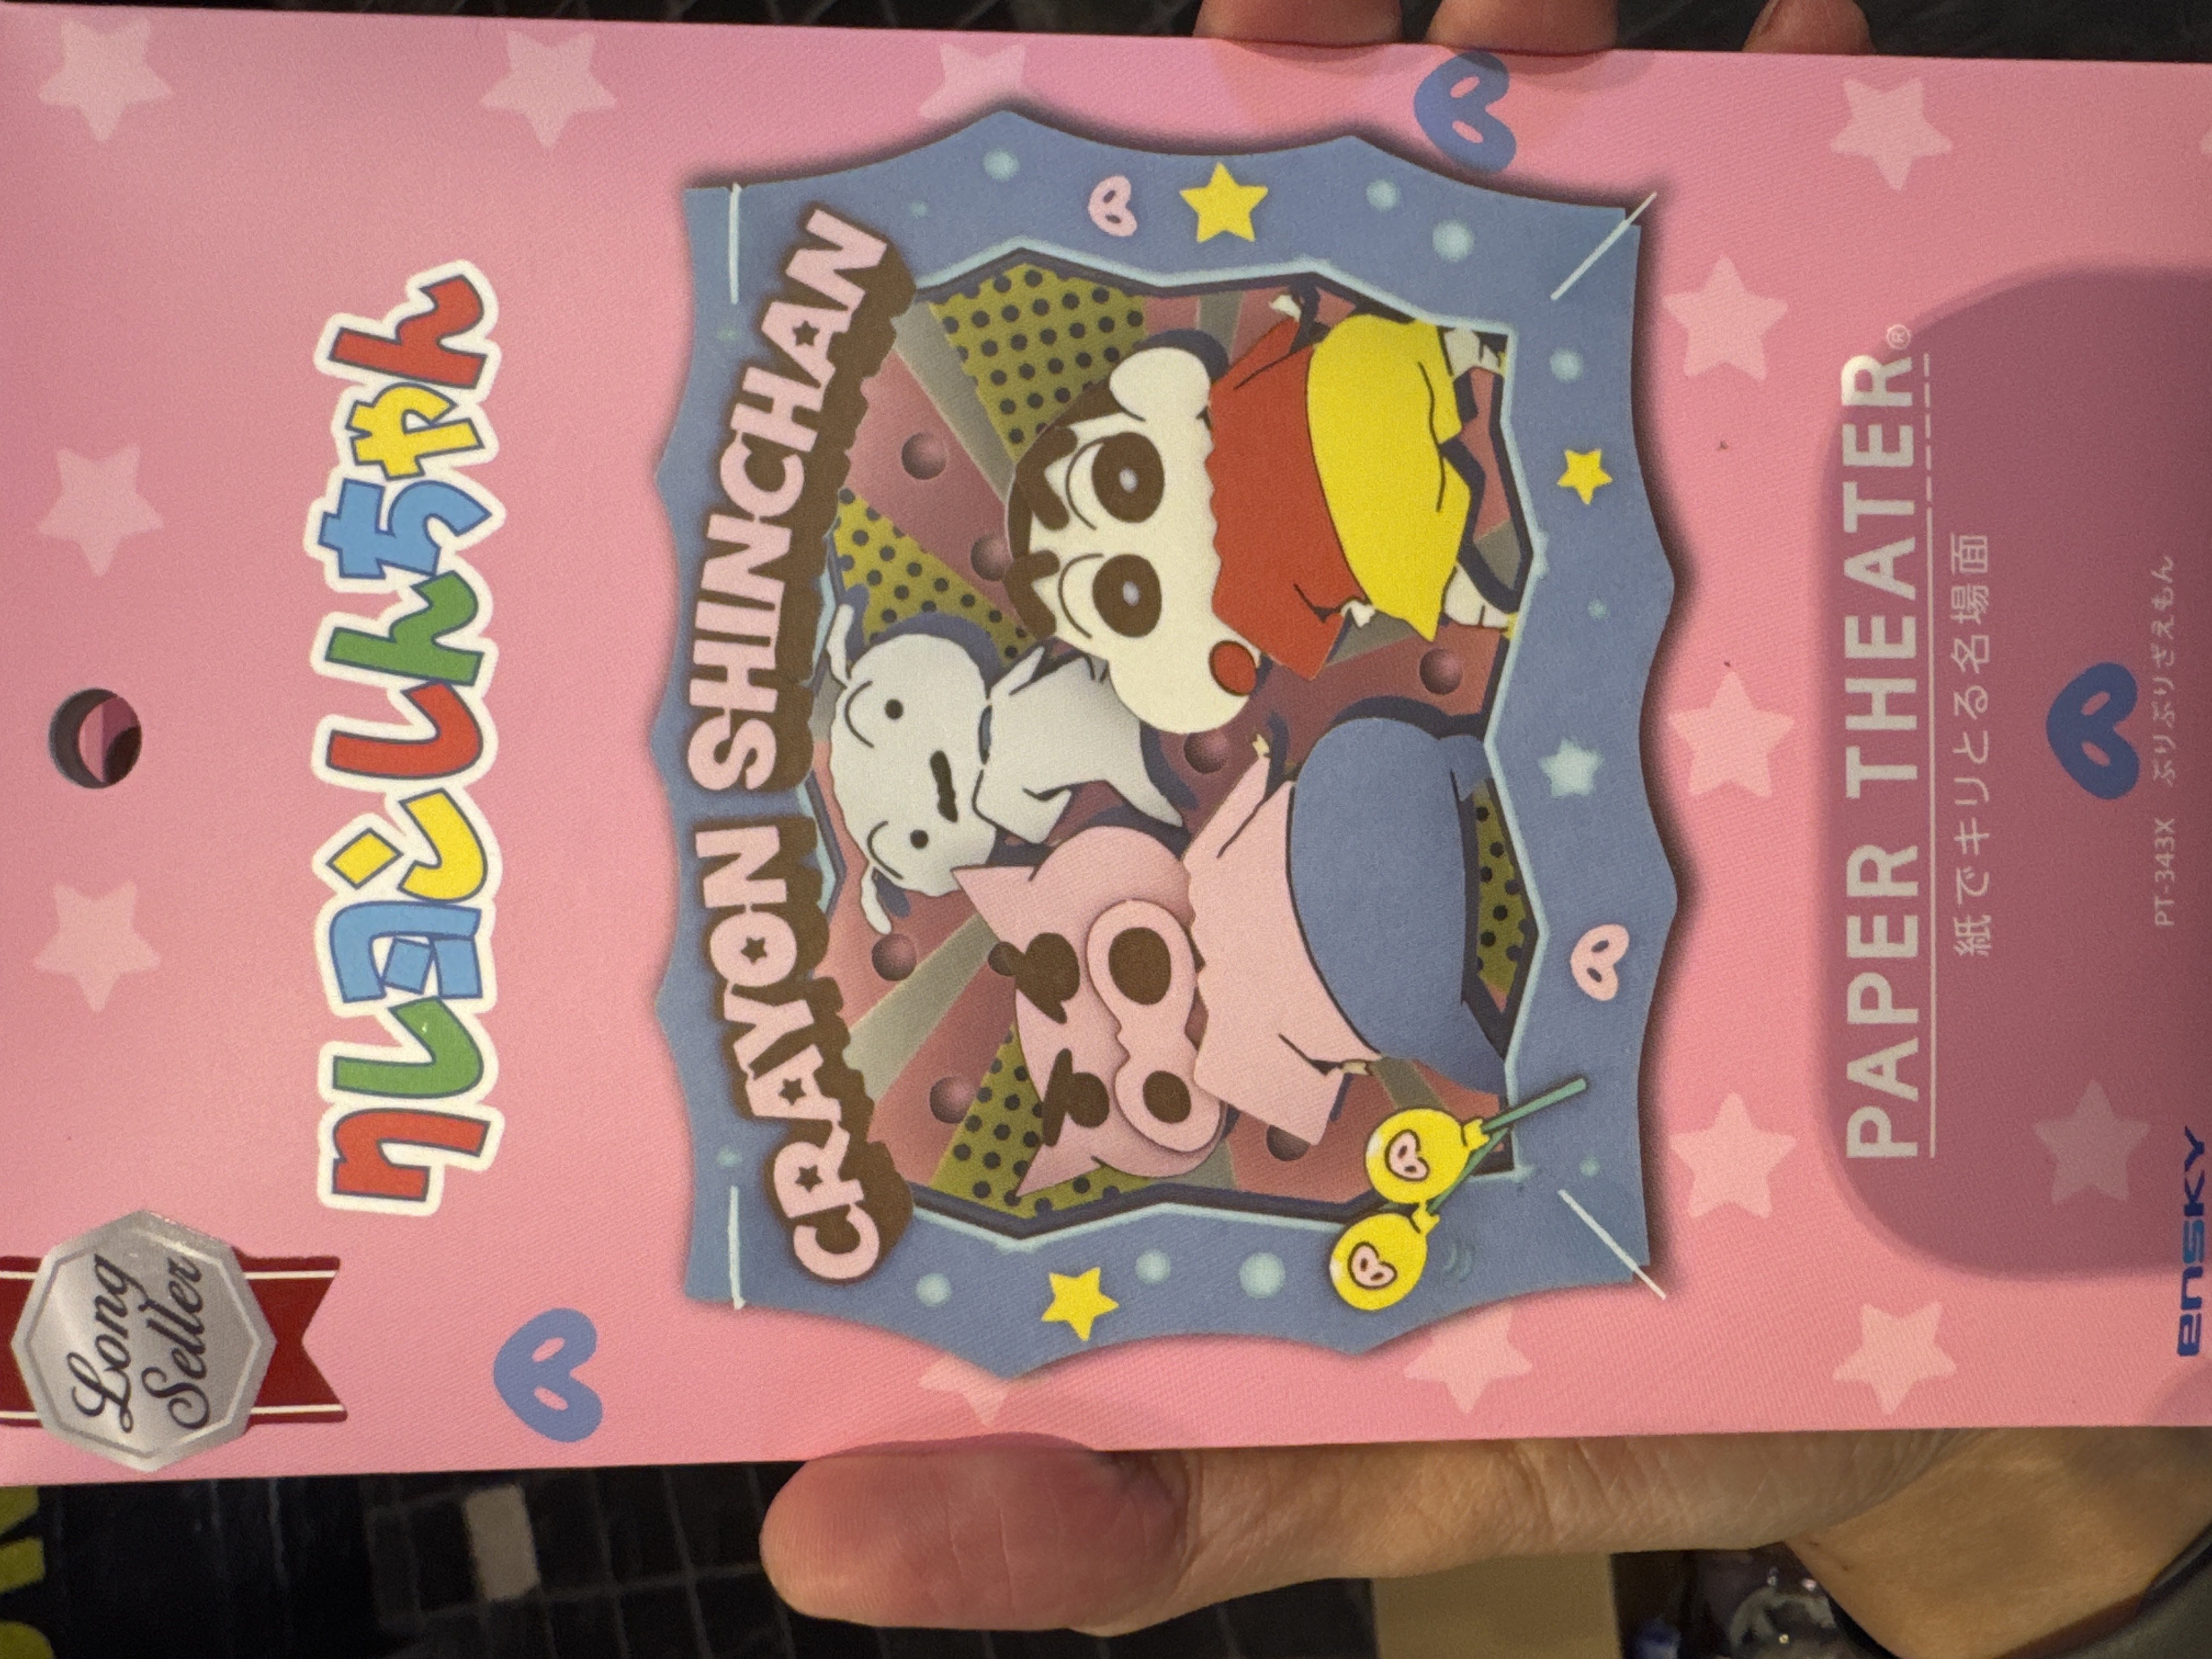 Long
Seller
クレヨンしんちゃん
CRAYON SHINCHAN
PAPER THEATER®
紙でキリとる名場面
PT-343X ぶりぶりざえもん
ensky